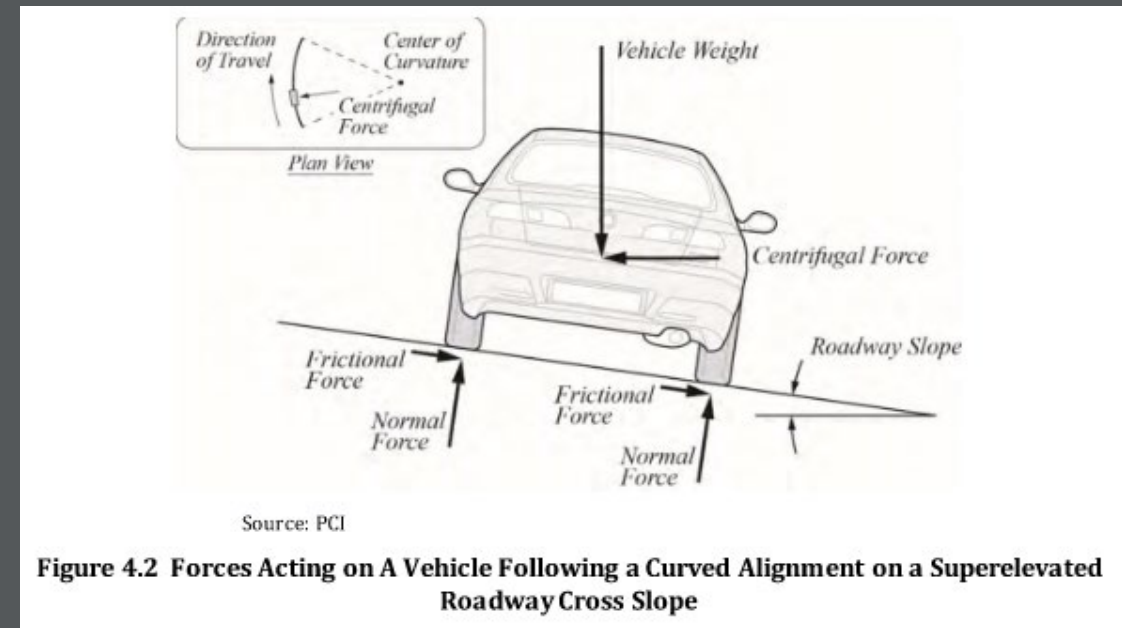 Direction
of Travel
Center of
Curvature
Centrifugal
Force
Plan View
Vehicle Weight
Centrifugal Force
Roadway Slope
Frictional
Force
Frictional
Force
Normal
Force
Normal
Force
Source: PCI
Figure 4.2 Forces Acting on A Vehicle Following a Curved Alignment on a Superelevated
Roadway Cross Slope